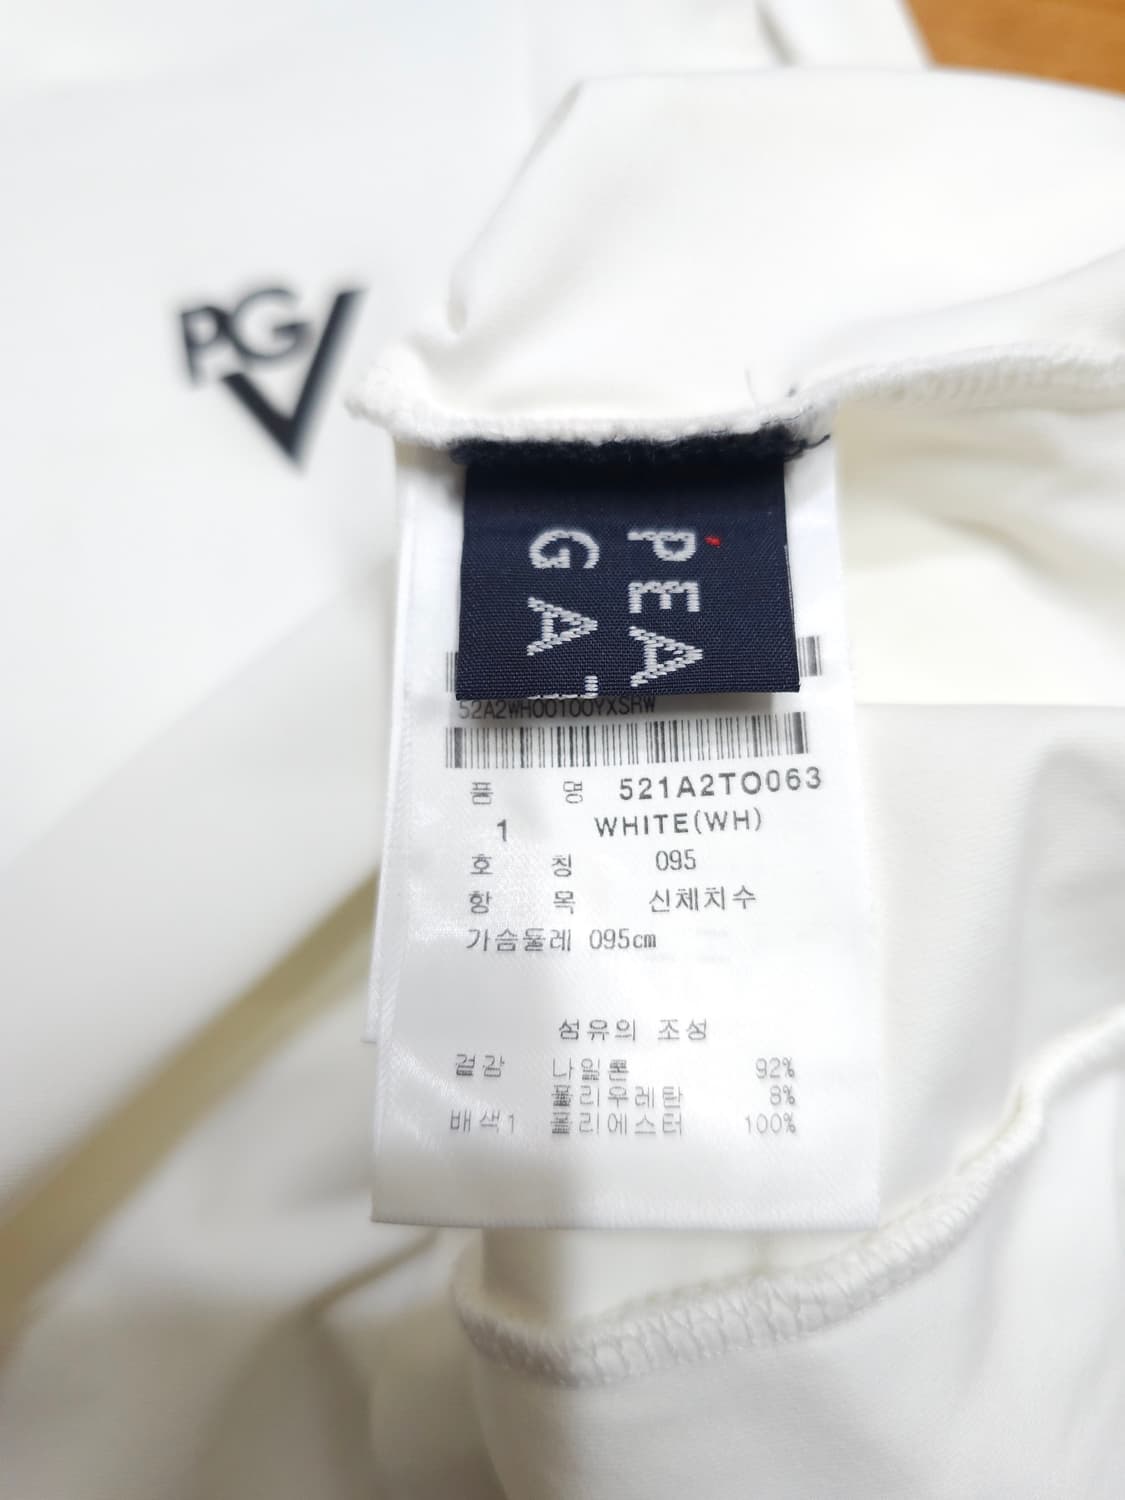 PG
PEA
GA
52A2WH00100YXSRW
품 명 521A2TO063
1 WHITE(WH)
호 칭 095
항 목 신체치수
가슴둘레 095cm
섬유의 조성
겉감 나일론 92%
폴리우레탄 8%
배색1 폴리에스터 100%